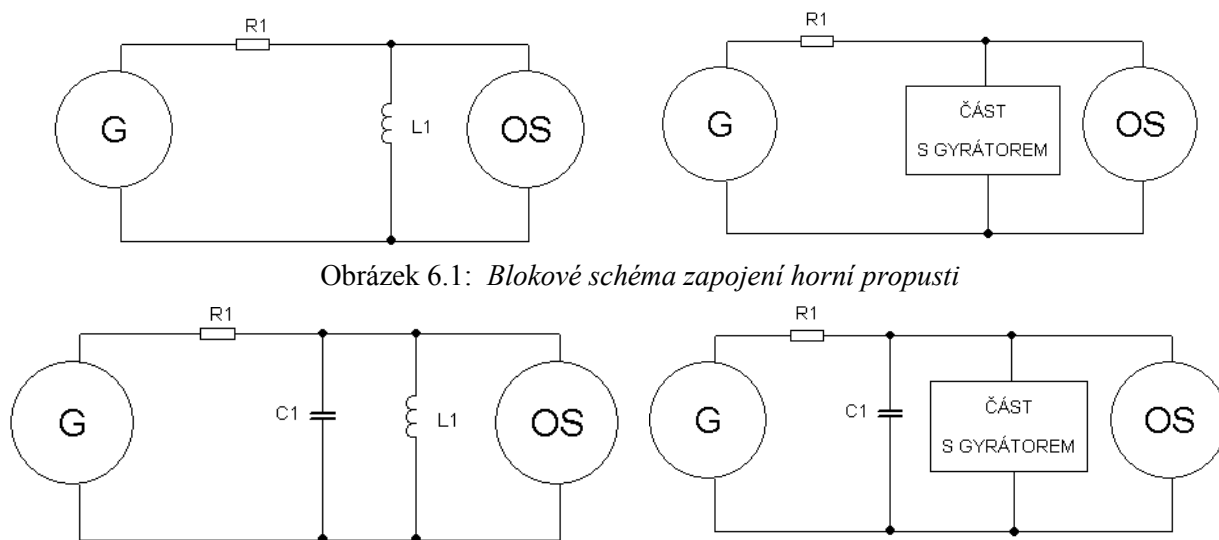 R1
G
L1
OS
R1
G
ČÁST
S GYRÁTOREM
OS
Obrázek 6.1: Blokové schéma zapojení horní propusti
R1
G
C1
L1
OS
R1
G
C1
ČÁST
S GYRÁTOREM
OS